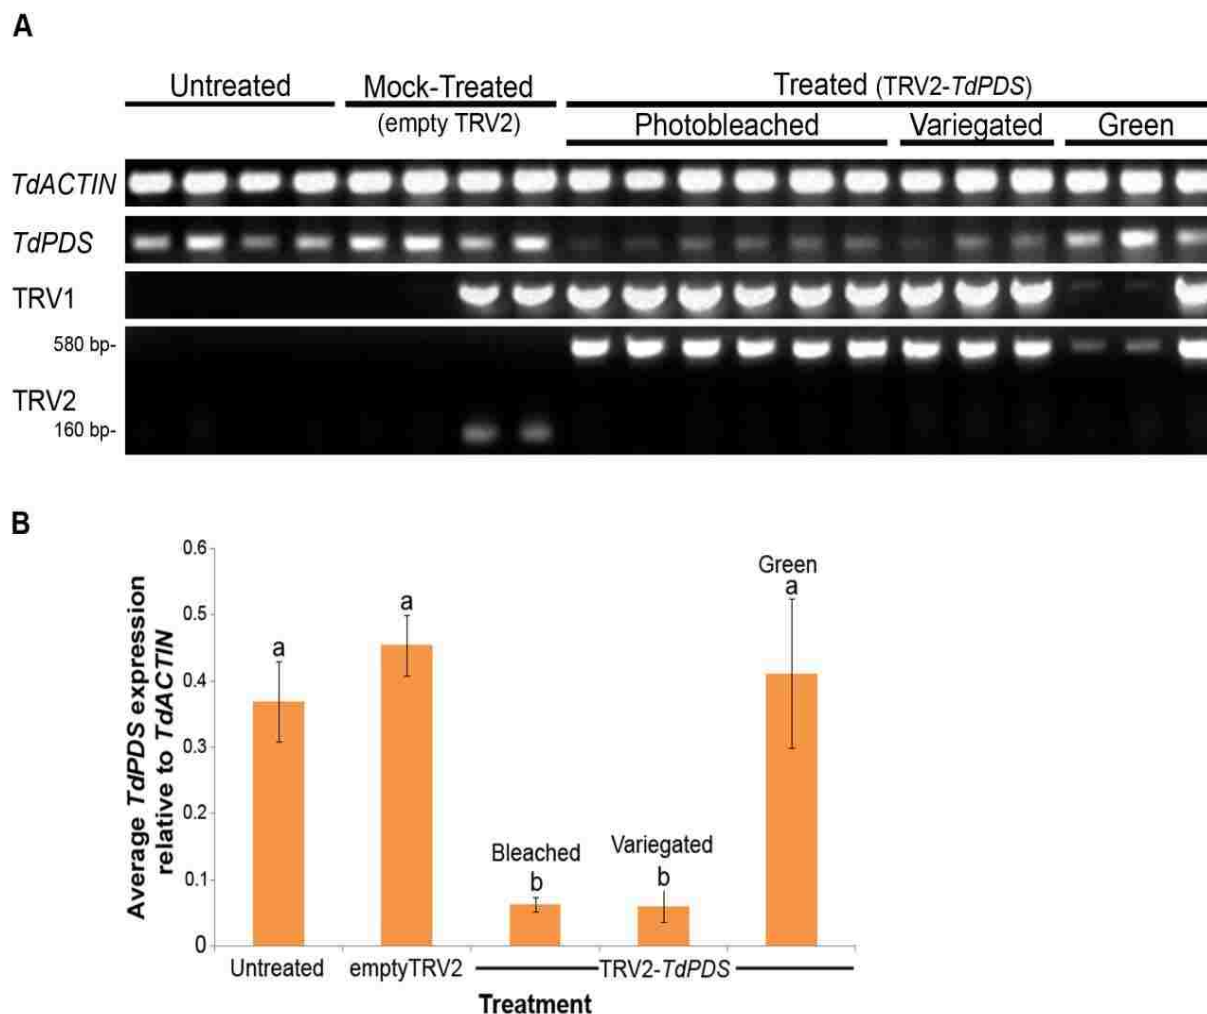 A
Untreated
Mock-Treated
(empty TRV2)
Treated (TRV2-TdPDS)
Photobleached
Variegated
Green
TdACTIN
TdPDS
TRV1
580 bp-
TRV2
160 bp-
B
Average TdPDS expression
relative to TdACTIN
0.6
0.5
0.4
0.3
0.2
0.1
0
a
a
Bleached
b
Variegated
b
Green
a
Untreated
emptyTRV2
TRV2-TdPDS
Treatment